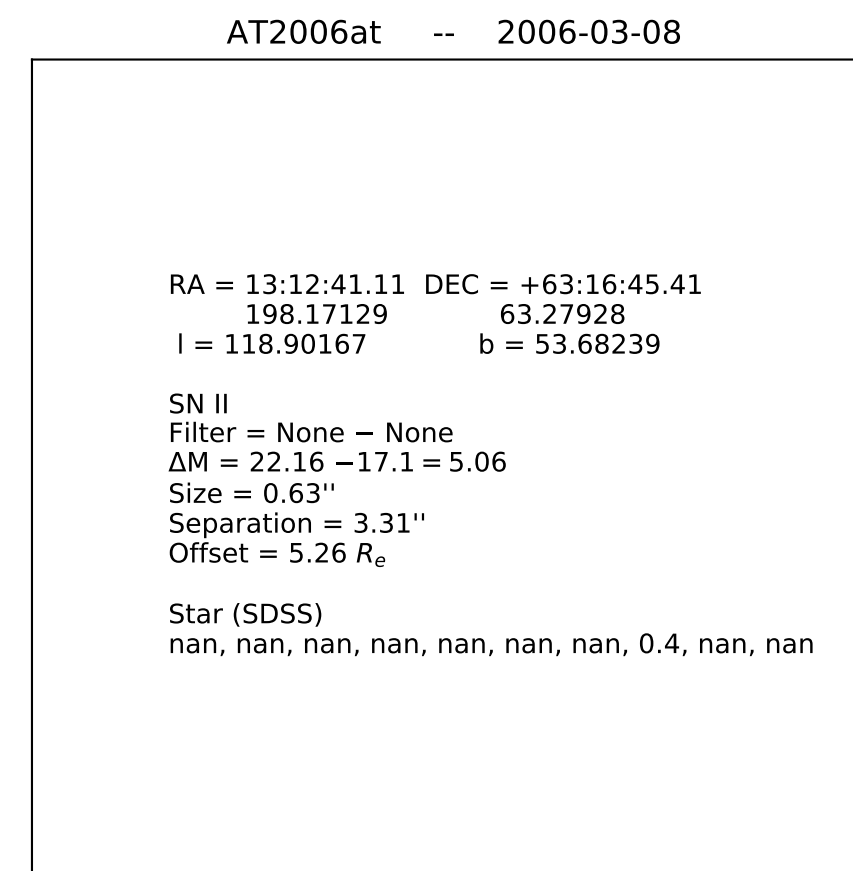 AT2006at -- 2006-03-08
RA = 13:12:41.11 DEC = +63:16:45.41
198.17129 63.27928
l = 118.90167 b = 53.68239
SN II
Filter = None − None
ΔM = 22.16 −17.1 = 5.06
Size = 0.63''
Separation = 3.31''
Offset = 5.26 Rₑ
Star (SDSS)
nan, nan, nan, nan, nan, nan, nan, 0.4, nan, nan